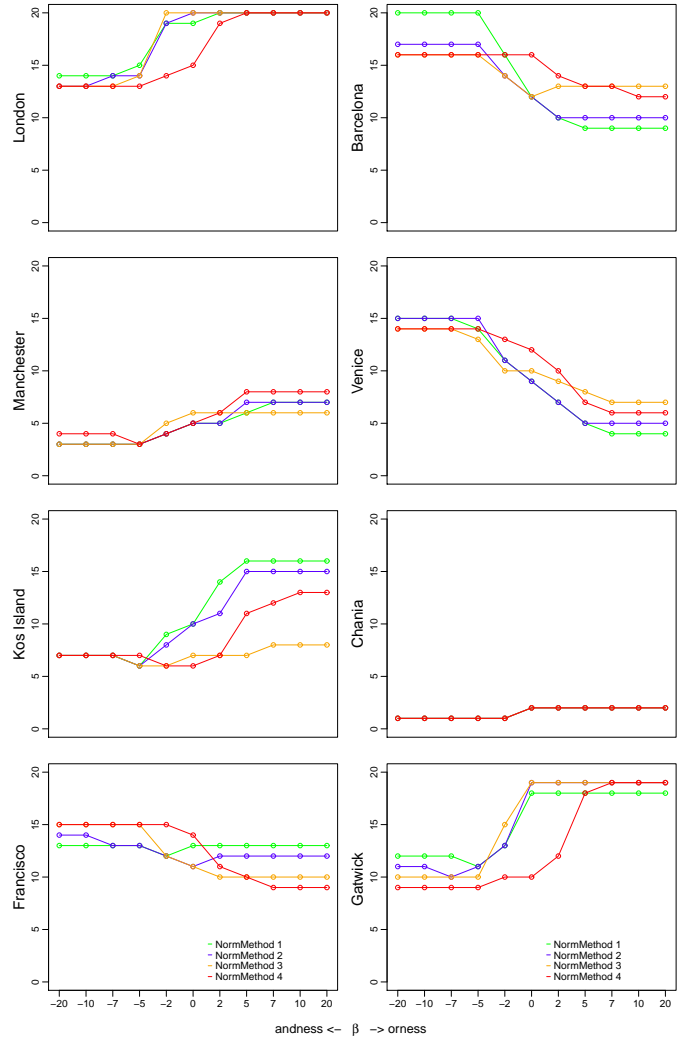 London
0 5 10 15 20
Barcelona
0 5 10 15 20
Manchester
0 5 10 15 20
Venice
0 5 10 15 20
Kos Island
0 5 10 15 20
Chania
0 5 10 15 20
Francisco
0 5 10 15 20
NormMethod 1
NormMethod 2
NormMethod 3
NormMethod 4
−20 −10 −7 −5 −2 0 2 5 7 10 20
Gatwick
0 5 10 15 20
NormMethod 1
NormMethod 2
NormMethod 3
NormMethod 4
−20 −10 −7 −5 −2 0 2 5 7 10 20
andness <− β −> orness